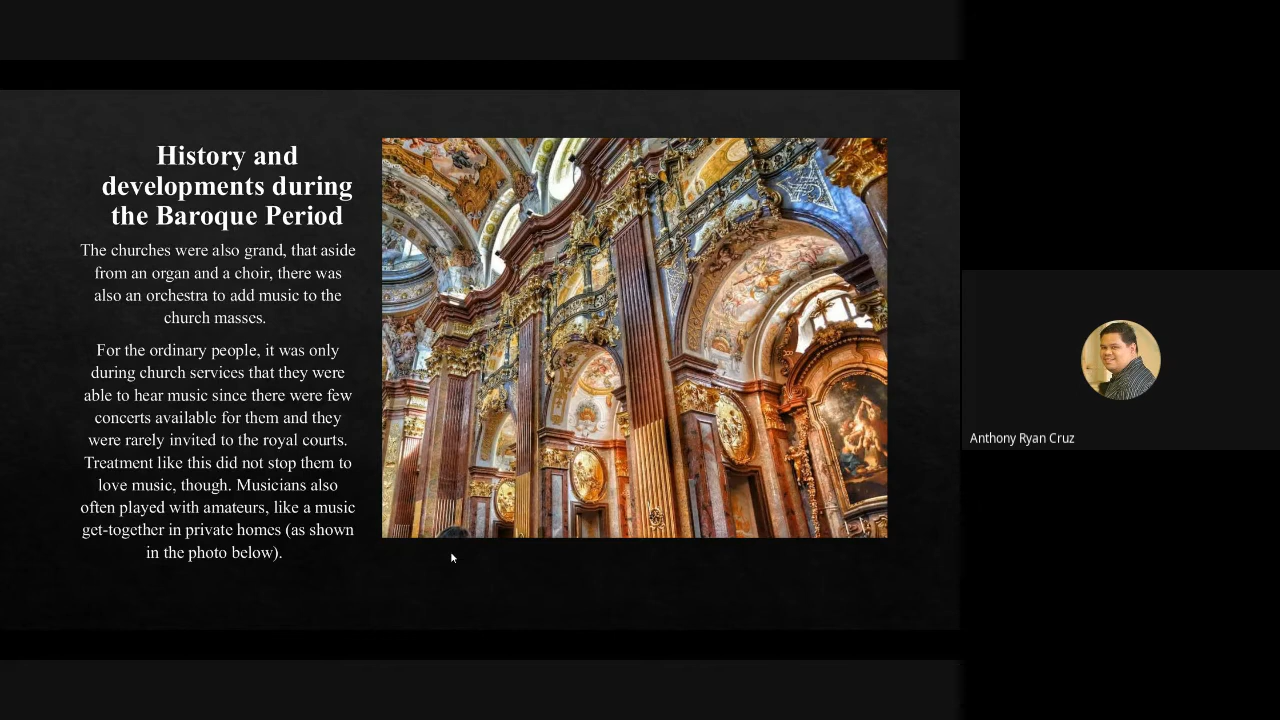 History and
developments during
the Baroque Period
The churches were also grand, that aside
from an organ and a choir, there was
also an orchestra to add music to the
church masses.
For the ordinary people, it was only
during church services that they were
able to hear music since there were few
concerts available for them and they
were rarely invited to the royal courts.
Treatment like this did not stop them to
love music, though. Musicians also
often played with amateurs, like a music
get-together in private homes (as shown
in the photo below).
Anthony Ryan Cruz